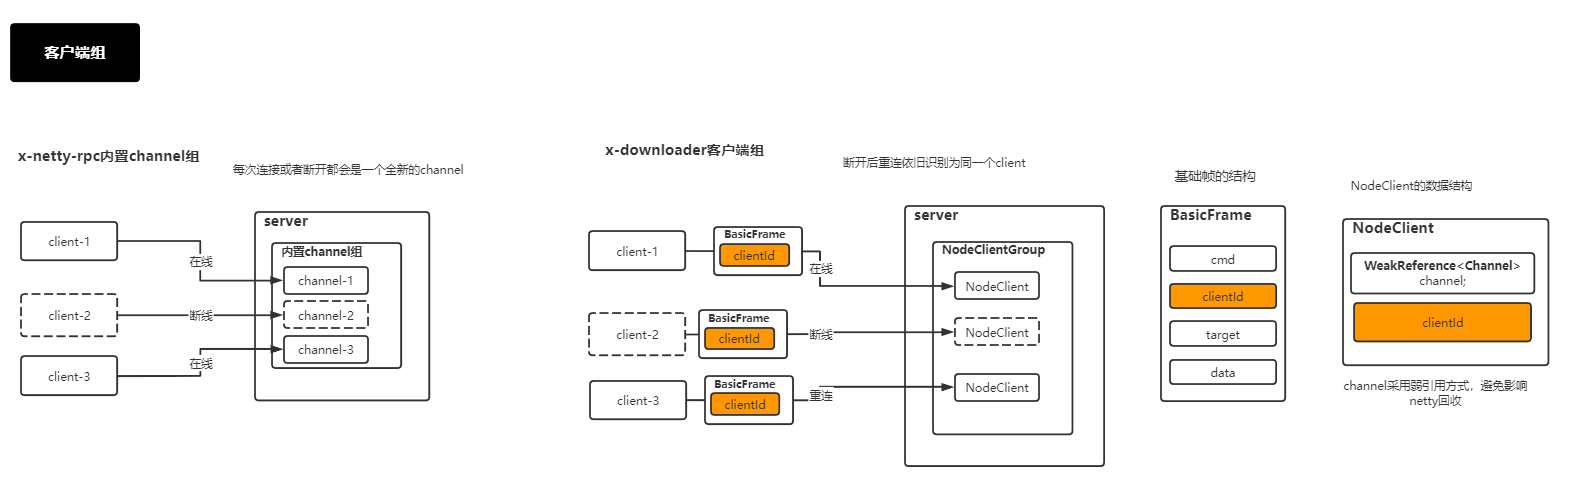 客户端组
x-netty-rpc内置channel组
每次连接或者断开都会是一个全新的channel
client-1
在线
client-2
断线
client-3
在线
server
内置channel组
channel-1
channel-2
channel-3
x-downloader客户端组
断开后重连依旧识别为同一个client
client-1
BasicFrame
clientId
在线
client-2
BasicFrame
clientId
断线
client-3
BasicFrame
clientId
重连
server
NodeClientGroup
NodeClient
NodeClient
NodeClient
基础帧的结构
BasicFrame
cmd
clientId
target
data
NodeClient的数据结构
NodeClient
WeakReference<Channel>
channel;
clientId
channel采用弱引用方式，避免影响
netty回收